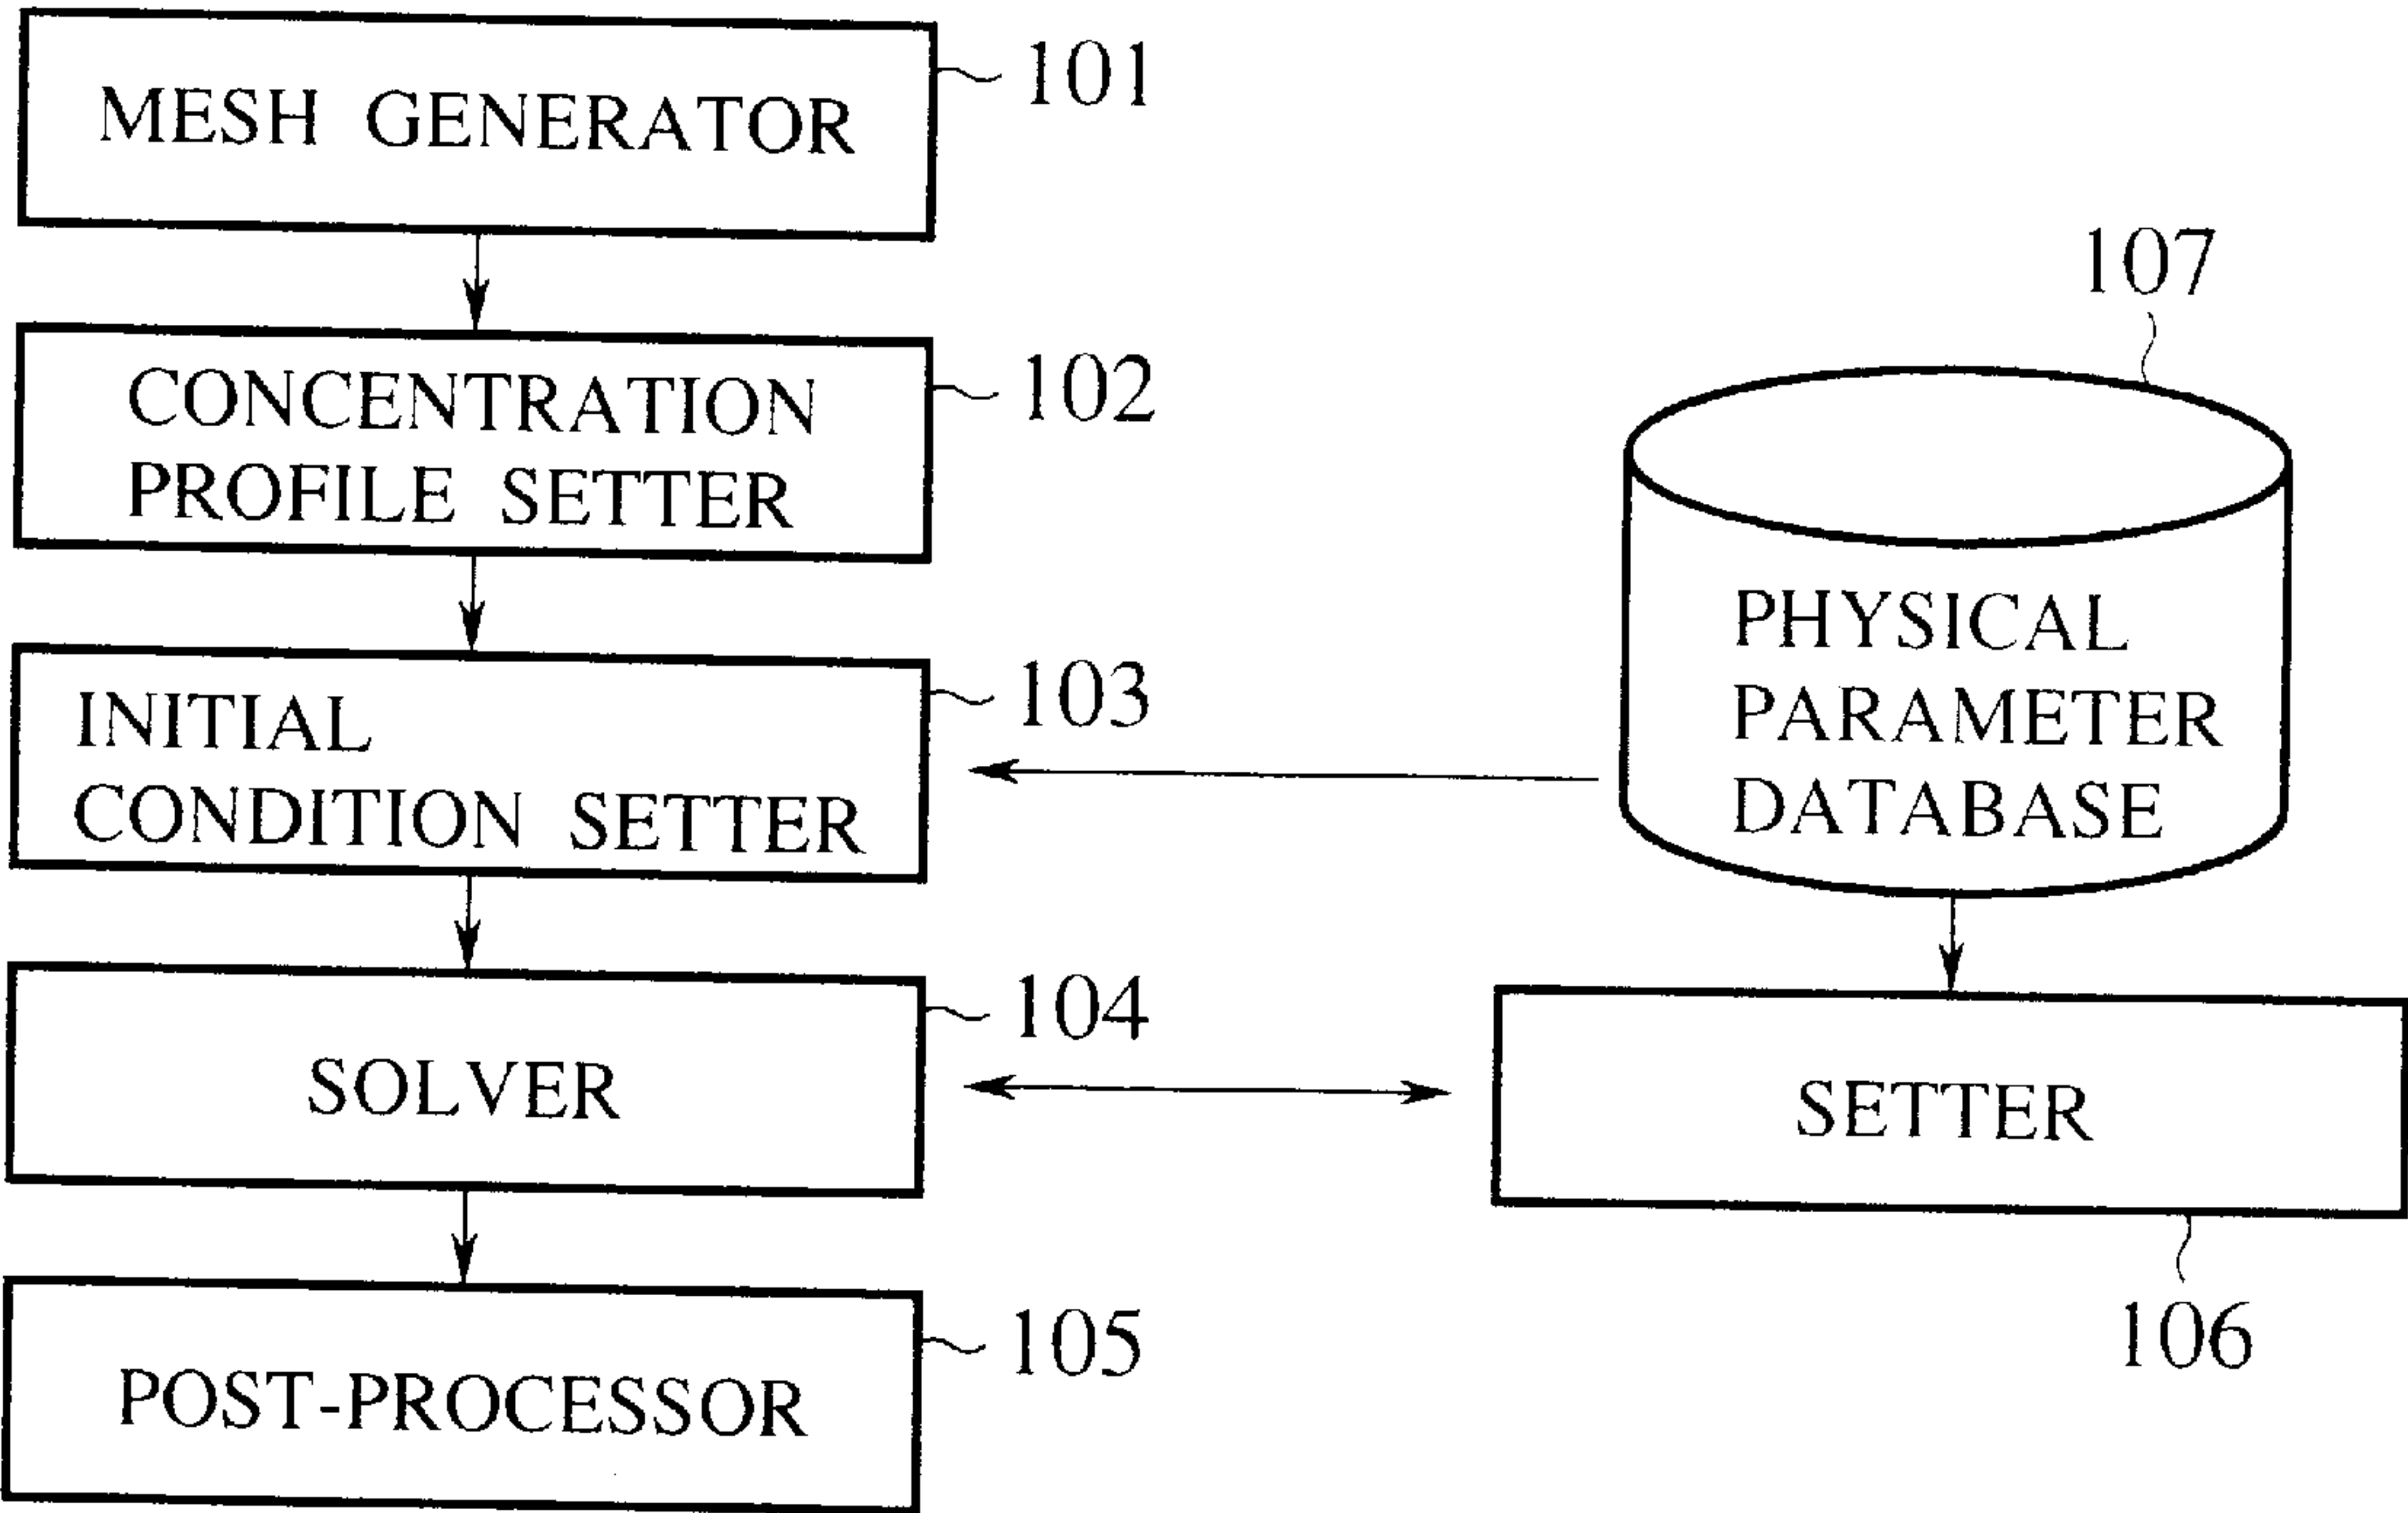 MESH GENERATOR
101
CONCENTRATION
PROFILE SETTER
102
INITIAL
CONDITION SETTER
103
SOLVER
104
POST-PROCESSOR
105
107
PHYSICAL
PARAMETER
DATABASE
SETTER
106